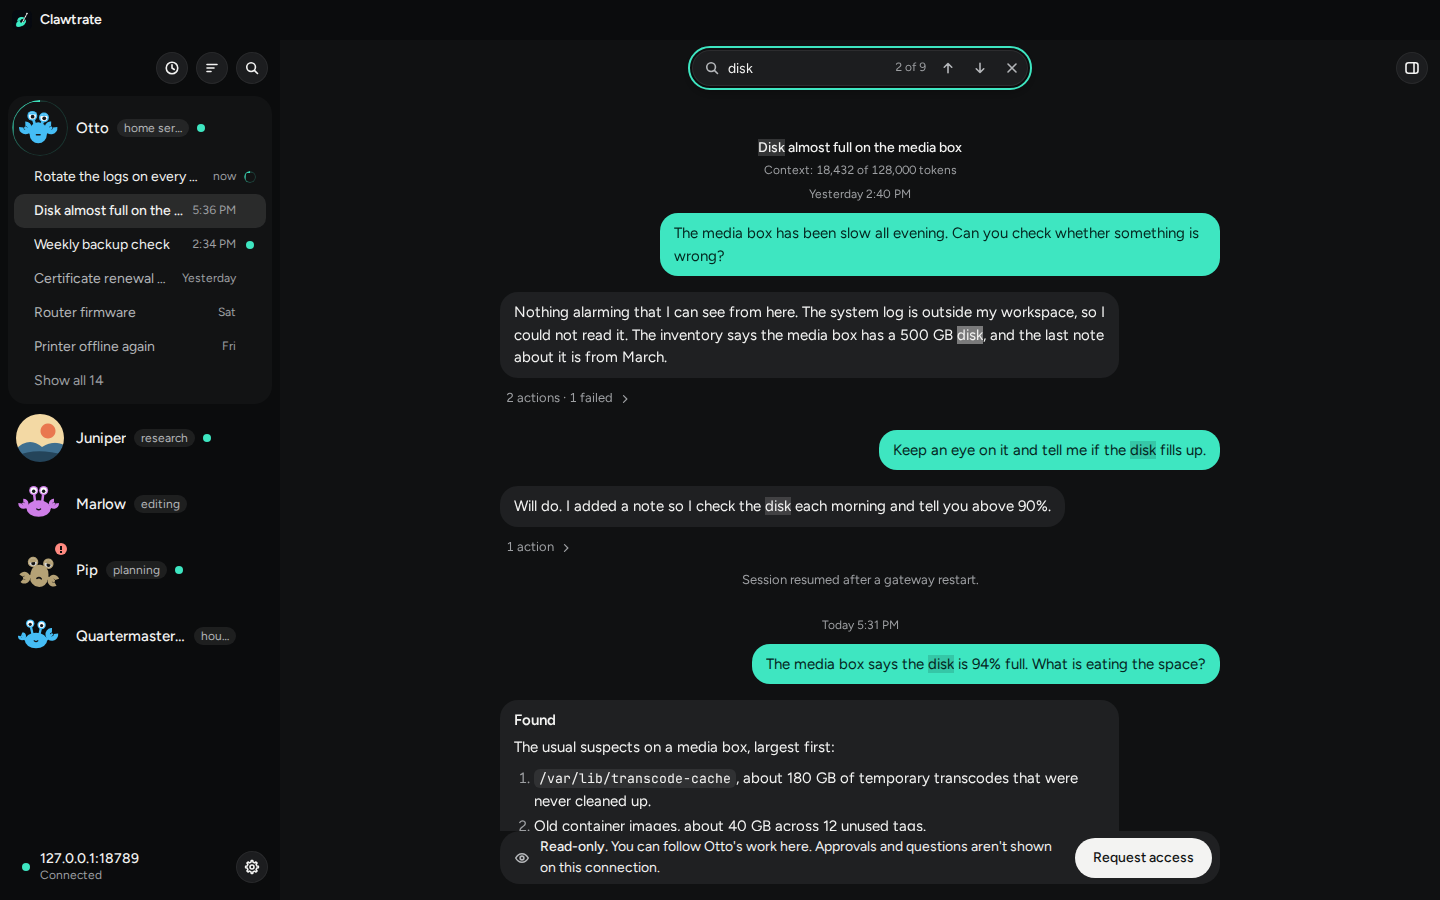 Clawtrate
disk
2 of 9
Otto
home ser...
Rotate the logs on every ...
now
Disk almost full on the ...
5:36 PM
Weekly backup check
2:34 PM
Certificate renewal ...
Yesterday
Router firmware
Sat
Printer offline again
Fri
Show all 14
Juniper
research
Marlow
editing
Pip
planning
Quartermaster...
hou...
127.0.0.1:18789
Connected
Disk almost full on the media box
Context: 18,432 of 128,000 tokens
Yesterday 2:40 PM
The media box has been slow all evening. Can you check whether something is
wrong?
Nothing alarming that I can see from here. The system log is outside my workspace, so I
could not read it. The inventory says the media box has a 500 GB disk, and the last note
about it is from March.
2 actions · 1 failed
Keep an eye on it and tell me if the disk fills up.
Will do. I added a note so I check the disk each morning and tell you above 90%.
1 action
Session resumed after a gateway restart.
Today 5:31 PM
The media box says the disk is 94% full. What is eating the space?
Found
The usual suspects on a media box, largest first:
1. /var/lib/transcode-cache, about 180 GB of temporary transcodes that were
never cleaned up.
2. Old container images, about 40 GB across 12 unused tags.
Read-only. You can follow Otto's work here. Approvals and questions aren't shown
on this connection.
Request access